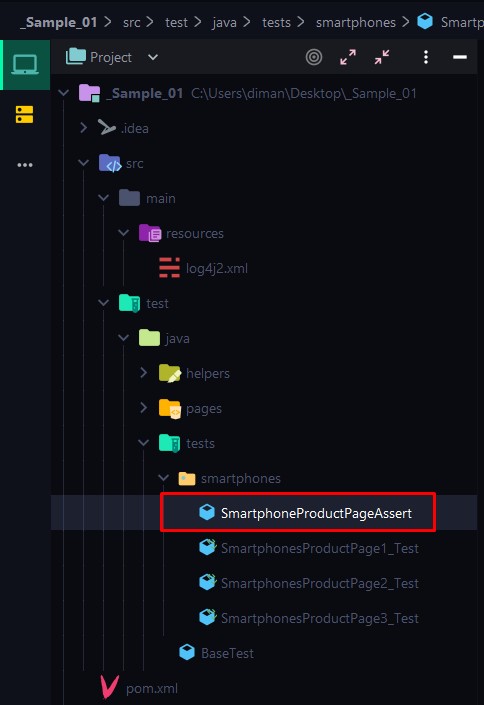 _Sample_01 > src > test > java > tests > smartphones > Smartp
Project
_Sample_01 C:\Users\diman\Desktop\_Sample_01
.idea
src
main
resources
log4j2.xml
test
java
helpers
pages
tests
smartphones
SmartphoneProductPageAssert
SmartphonesProductPage1_Test
SmartphonesProductPage2_Test
SmartphonesProductPage3_Test
BaseTest
pom.xml